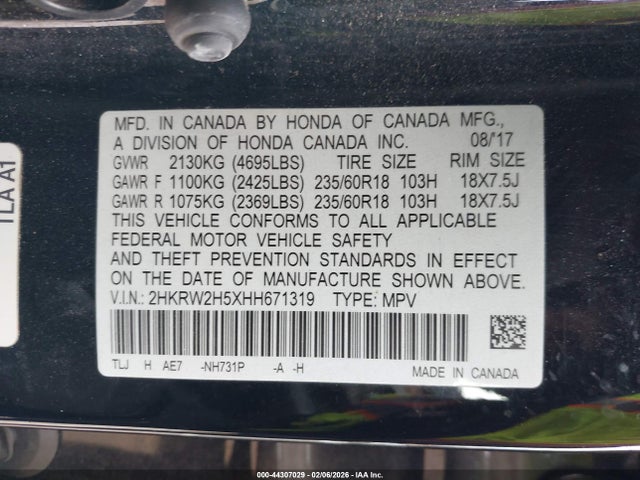 MFD. IN CANADA BY HONDA OF CANADA MFG.,
A DIVISION OF HONDA CANADA INC. 08/'17
GVWR 2130KG (4695LBS) TIRE SIZE RIM SIZE
GAWR F 1100KG (2425LBS) 235/60R18 103H 18X7.5J
GAWR R 1075KG (2369LBS) 235/60R18 103H 18X7.5J
THIS VEHICLE CONFORMS TO ALL APPLICABLE
FEDERAL MOTOR VEHICLE SAFETY
AND THEFT PREVENTION STANDARDS IN EFFECT
ON THE DATE OF MANUFACTURE SHOWN ABOVE.
V.I.N.: 2HKRW2H5XHH671319 TYPE: MPV
TLJ H AE7 -NH731P -A -H MADE IN CANADA
TLA A1
000-44307029 - 02/06/2026 - IAA Inc.